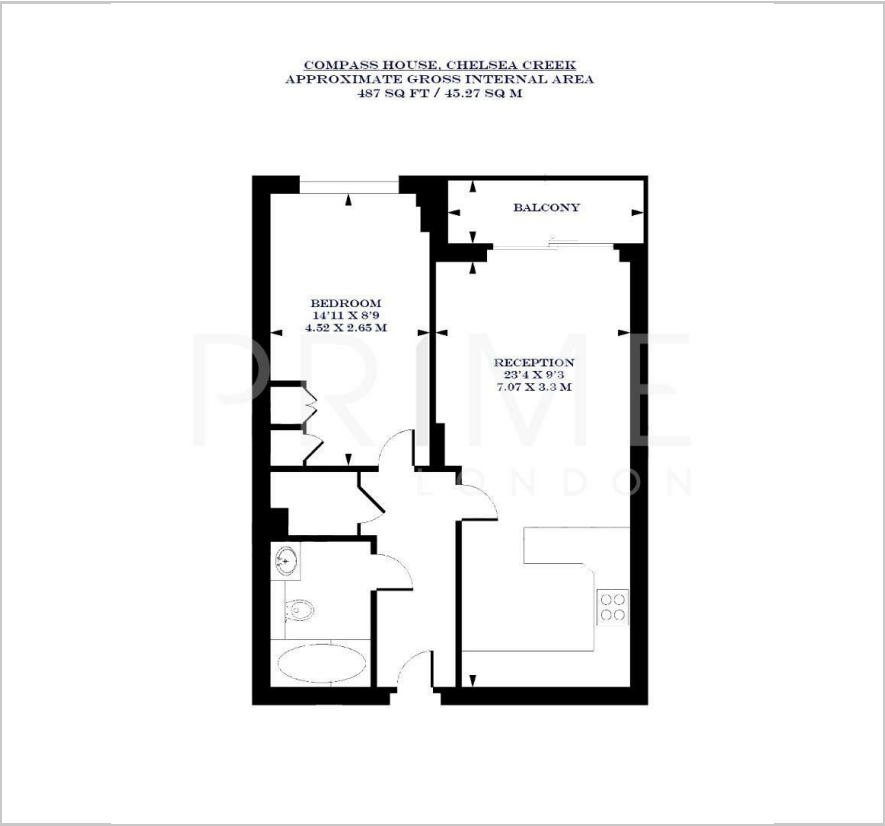 COMPASS HOUSE, CHELSEA CREEK
APPROXIMATE GROSS INTERNAL AREA
487 SQ FT / 45.27 SQ M
BALCONY
BEDROOM
14'11 X 8'9
4.52 X 2.65 M
RECEPTION
23'4 X 9'3
7.07 X 3.3 M
PRIME
LONDON